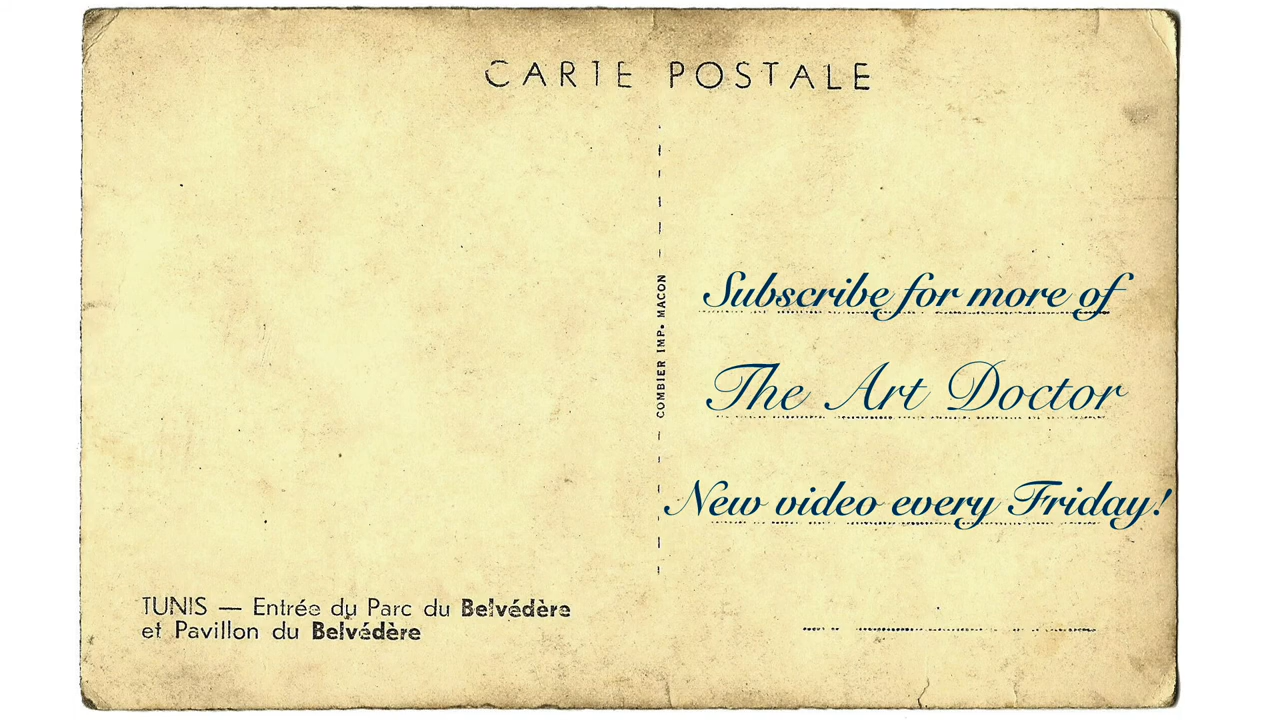 CARTE POSTALE
Subscribe for more of
The Art Doctor
New video every Friday!
COMBIER IMP. MACON
TUNIS — Entrée du Parc du Belvédère
et Pavillon du Belvédère